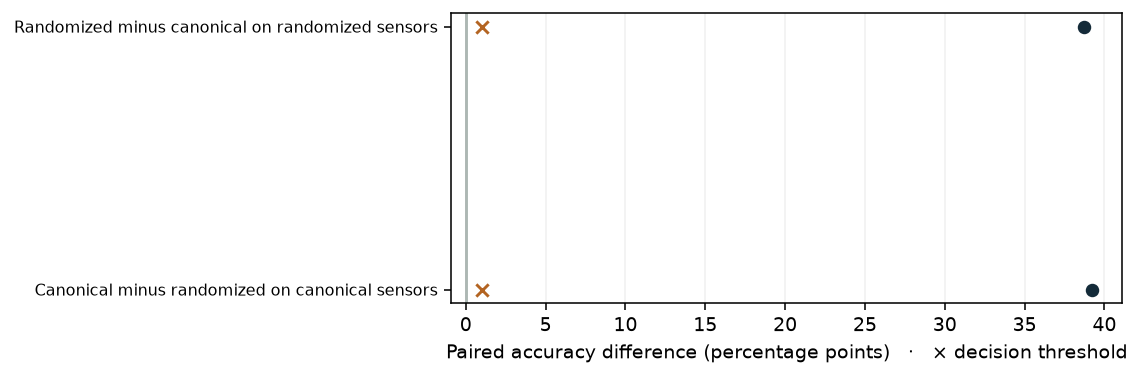 Randomized minus canonical on randomized sensors
Canonical minus randomized on canonical sensors
0 5 10 15 20 25 30 35 40
Paired accuracy difference (percentage points) · × decision threshold